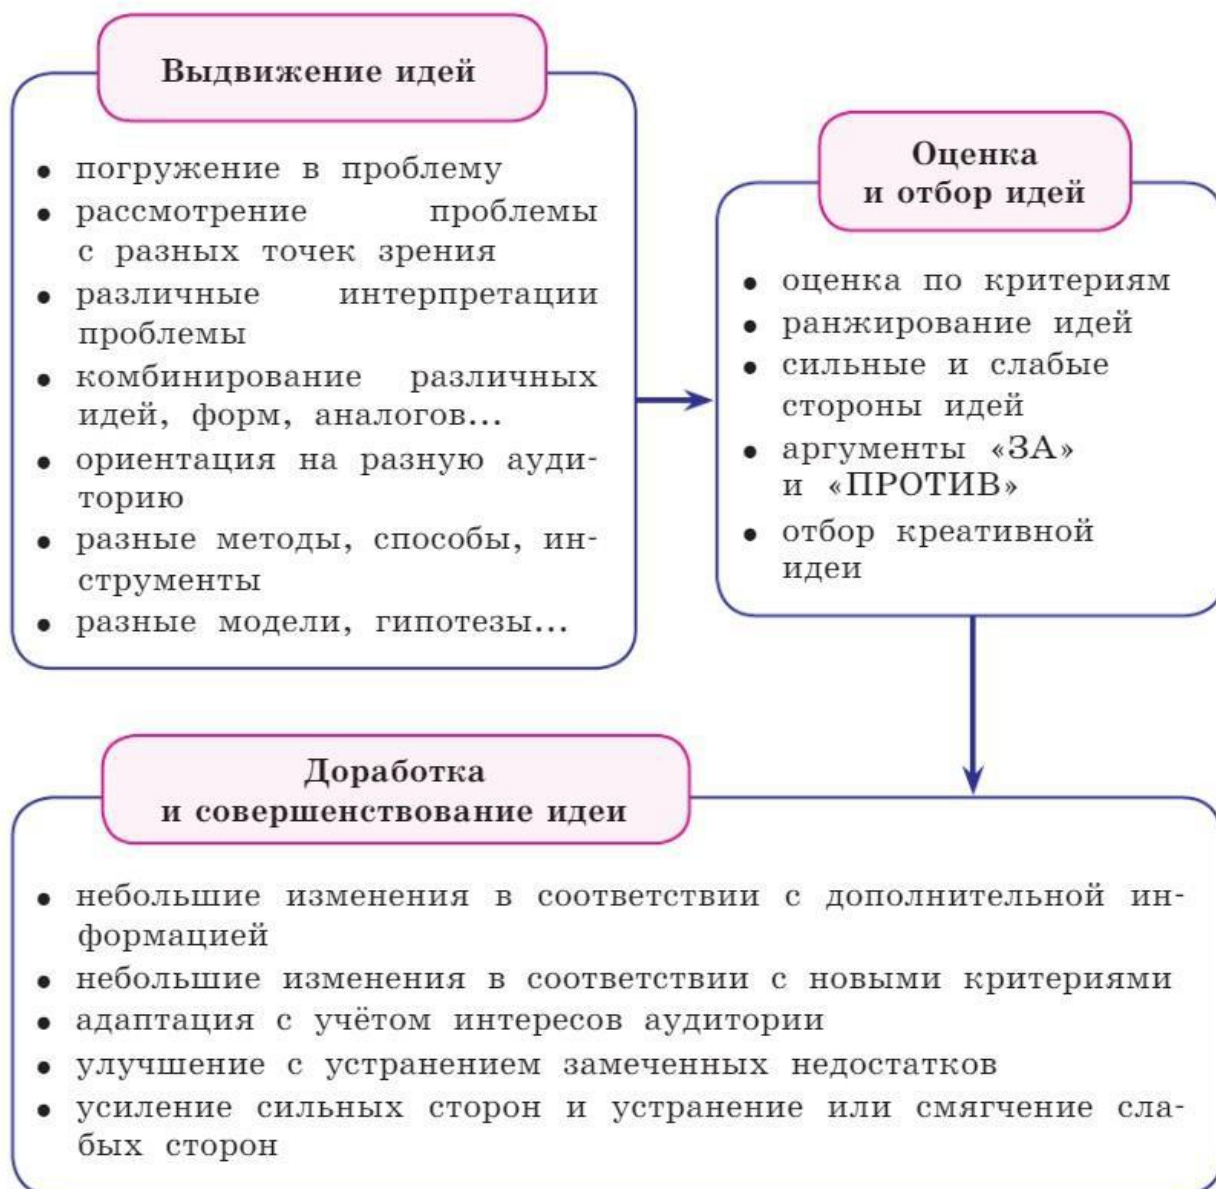 Выдвижение идей
• погружение в проблему
• рассмотрение проблемы
с разных точек зрения
• различные интерпретации
проблемы
• комбинирование различных
идей, форм, аналогов...
• ориентация на разную ауди-
торию
• разные методы, способы, ин-
струменты
• разные модели, гипотезы...
Оценка
и отбор идей
• оценка по критериям
• ранжирование идей
• сильные и слабые
стороны идей
• аргументы «ЗА»
и «ПРОТИВ»
• отбор креативной
идеи
Доработка
и совершенствование идеи
• небольшие изменения в соответствии с дополнительной ин-
формацией
• небольшие изменения в соответствии с новыми критериями
• адаптация с учётом интересов аудитории
• улучшение с устранением замеченных недостатков
• усиление сильных сторон и устранение или смягчение сла-
бых сторон